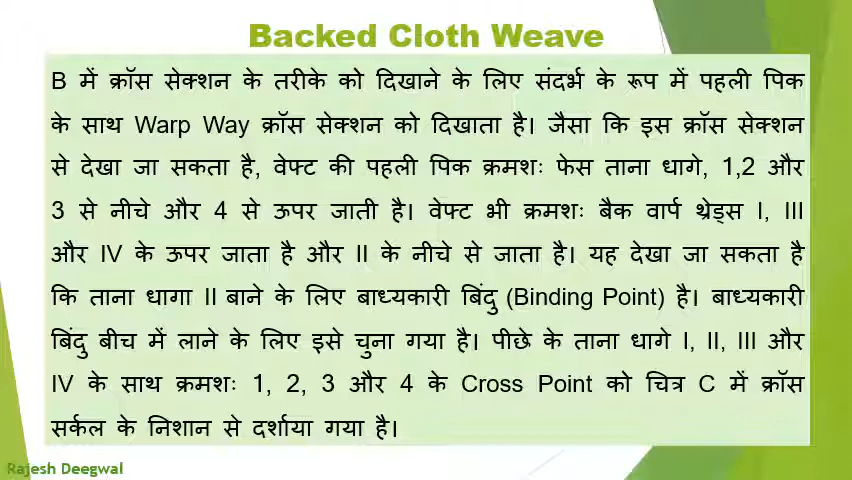 Backed Cloth Weave
B में क्रॉस सेक्शन के तरीके को दिखाने के लिए संदर्भ के रूप में पहली पिक
के साथ Warp Way क्रॉस सेक्शन को दिखाता है। जैसा कि इस क्रॉस सेक्शन
से देखा जा सकता है, वेफ्ट की पहली पिक क्रमशः फेस ताना धागे, 1,2 और
3 से नीचे और 4 से ऊपर जाती है। वेफ्ट भी क्रमशः बैक वार्प थ्रेड्स I, III
और IV के ऊपर जाता है और II के नीचे से जाता है। यह देखा जा सकता है
कि ताना धागा II बाने के लिए बाध्यकारी बिंदु (Binding Point) है। बाध्यकारी
बिंदु बीच में लाने के लिए इसे चुना गया है। पीछे के ताना धागे I, II, III और
IV के साथ क्रमशः 1, 2, 3 और 4 के Cross Point को चित्र C में क्रॉस
सर्कल के निशान से दर्शाया गया है।
Rajesh Deegwal